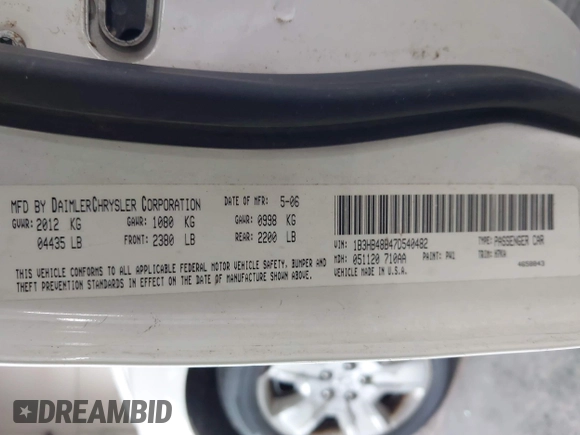 MFD BY DAIMLERCHRYSLER CORPORATION DATE OF MFR: 5-06
GVWR: 2012 KG GAWR: 1080 KG GAWR: 0998 KG
04435 LB FRONT: 2380 LB REAR: 2200 LB
THIS VEHICLE CONFORMS TO ALL APPLICABLE FEDERAL MOTOR VEHICLE SAFETY, BUMPER AND
THEFT PREVENTION STANDARDS IN EFFECT ON THE DATE OF MANUFACTURE SHOWN ABOVE.
VIN: 1B3HB48B47D540482 TYPE: PASSENGER CAR
MDH: 051120 710AA PAINT: PW1 TRIM:
VEHICLE MADE IN U.S.A.
DREAMBID